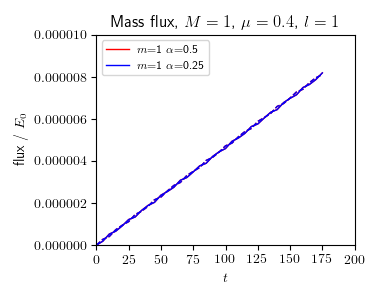 Mass flux, M = 1, μ = 0.4, l = 1
m=1 α=0.5
m=1 α=0.25
flux / E₀
0.000010
0.000008
0.000006
0.000004
0.000002
0.000000
0 25 50 75 100 125 150 175 200
t